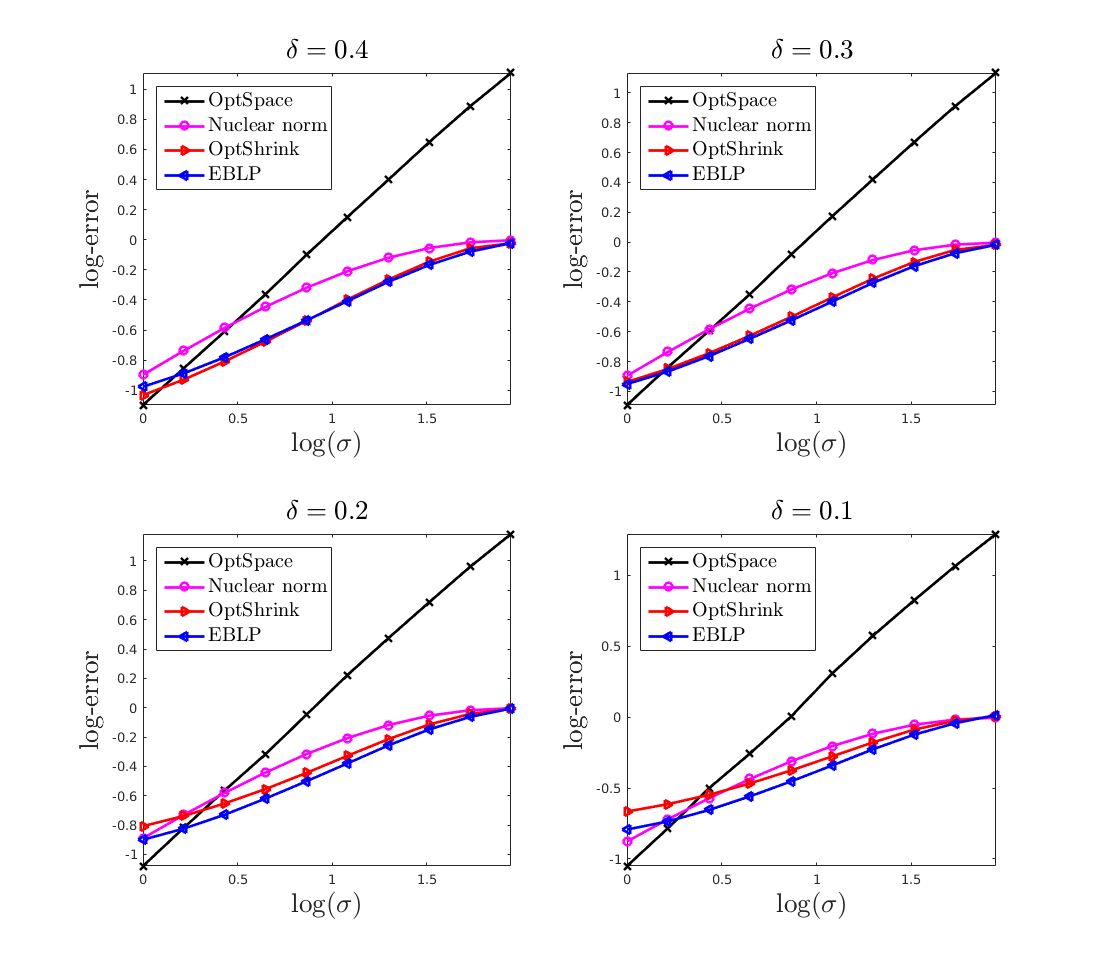 δ = 0.4
OptSpace
Nuclear norm
OptShrink
EBLP
log-error
1
0.8
0.6
0.4
0.2
0
-0.2
-0.4
-0.6
-0.8
-1
0 0.5 1 1.5
log(σ)
δ = 0.3
OptSpace
Nuclear norm
OptShrink
EBLP
log-error
1
0.8
0.6
0.4
0.2
0
-0.2
-0.4
-0.6
-0.8
-1
0 0.5 1 1.5
log(σ)
δ = 0.2
OptSpace
Nuclear norm
OptShrink
EBLP
log-error
1
0.8
0.6
0.4
0.2
0
-0.2
-0.4
-0.6
-0.8
-1
0 0.5 1 1.5
log(σ)
δ = 0.1
OptSpace
Nuclear norm
OptShrink
EBLP
log-error
1
0.5
0
-0.5
-1
0 0.5 1 1.5
log(σ)